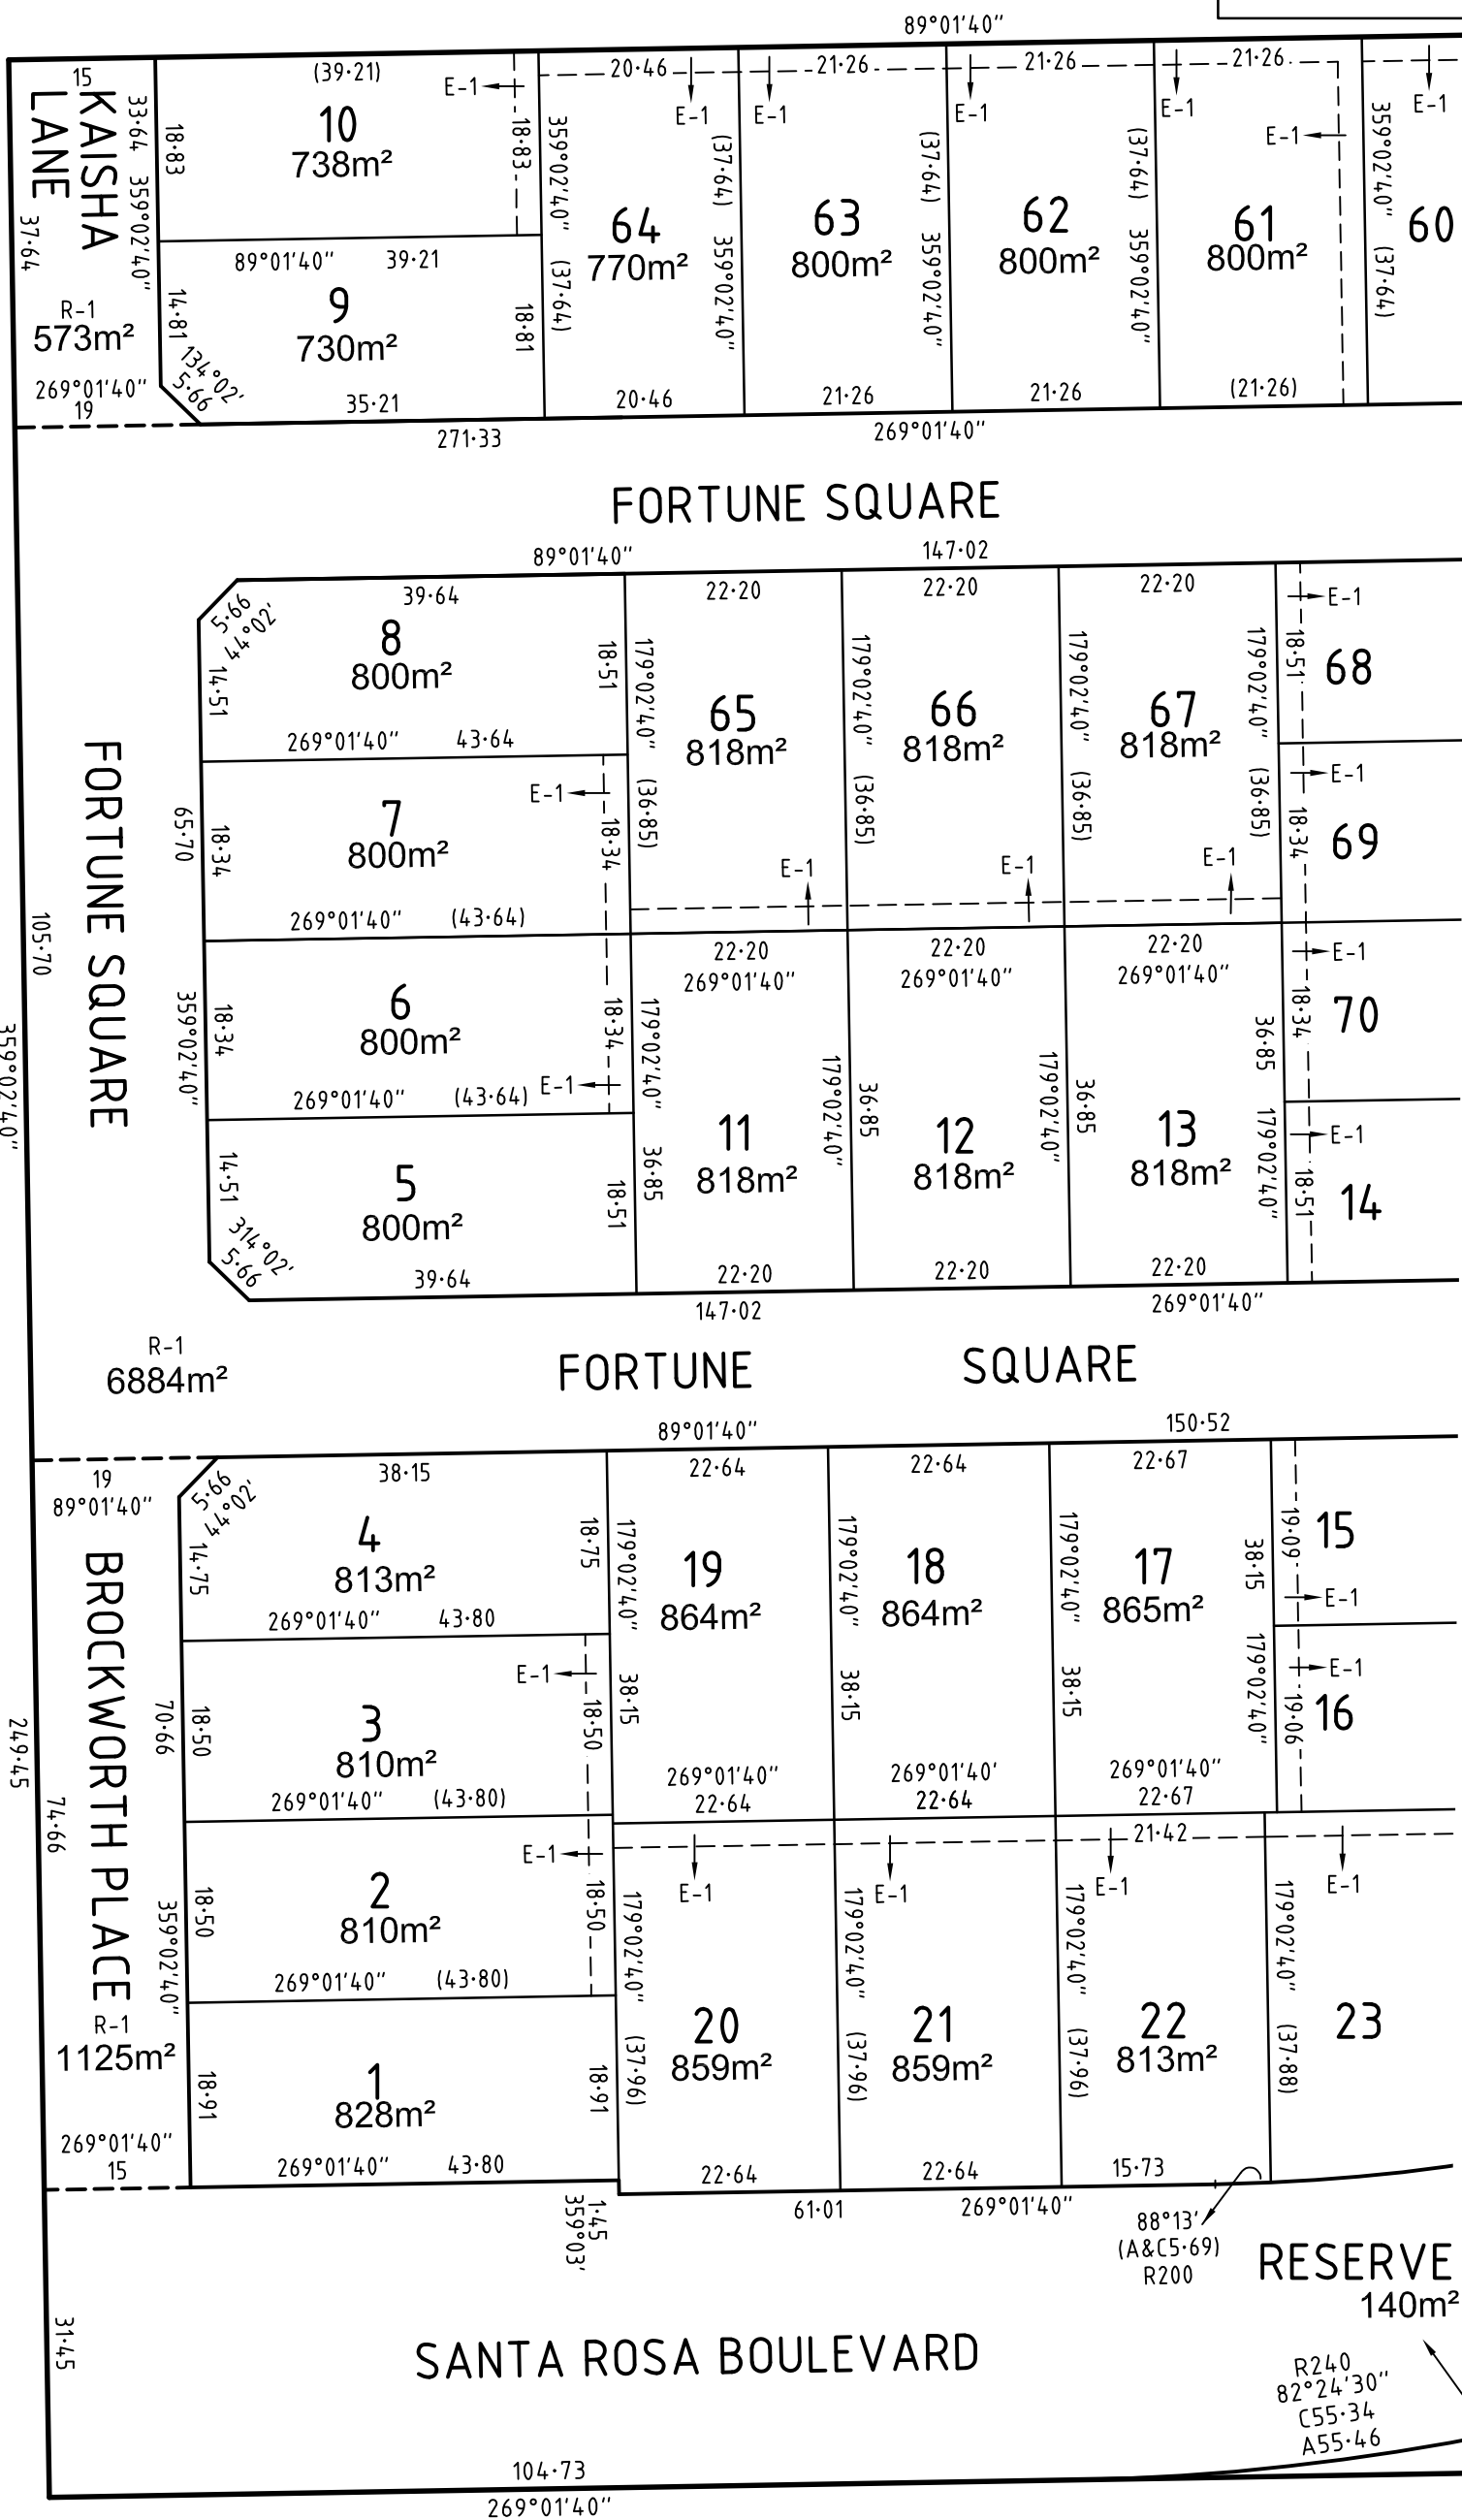 89°01'40"
15
KAISHA
LANE
33·64 359°02'40"
37·64
R-1
573m²
269°01'40"
19
(39·21)
10
738m²
18·83
18·83
E-1
89°01'40" 39·21
9
730m²
14·81
18·81
134°02'
5·66
35·21
20·46
E-1
359°02'40" (37·64)
64
770m²
(37·64) 359°02'40"
20·46
21·26
E-1
63
800m²
(37·64) 359°02'40"
21·26
21·26
E-1
62
800m²
(37·64) 359°02'40"
21·26
21·26
E-1
E-1
61
800m²
(21·26)
359°02'40" (37·64)
E-1
60
271·33
269°01'40"
FORTUNE SQUARE
89°01'40"
147·02
39·64
5·66
44°02'
8
800m²
14·51
18·51
269°01'40" 43·64
7
800m²
E-1
18·34
18·34
269°01'40" (43·64)
6
800m²
18·34
18·34
269°01'40" (43·64)
E-1
5
800m²
14·51
18·51
314°02'
5·66
39·64
65·70
359°02'40"
FORTUNE SQUARE
105·70
359°02'40"
22·20
179°02'40" (36·85)
65
818m²
E-1
22·20
179°02'40" (36·85)
66
818m²
E-1
22·20
179°02'40" (36·85)
67
818m²
E-1
179°02'40" (36·85)
E-1
18·51
68
E-1
18·34
69
22·20
269°01'40"
179°02'40" 36·85
11
818m²
179°02'40"
36·85
22·20
22·20
269°01'40"
12
818m²
179°02'40"
36·85
22·20
22·20
269°01'40"
13
818m²
36·85 179°02'40"
22·20
E-1
18·34
70
E-1
18·51
14
147·02
269°01'40"
R-1
6884m²
FORTUNE SQUARE
89°01'40"
150·52
19
89°01'40"
5·66
44°02'
38·15
4
813m²
14·75
18·75
269°01'40" 43·80
E-1
3
810m²
18·50
18·50
269°01'40" (43·80)
E-1
2
810m²
18·50
18·50
269°01'40" (43·80)
1
828m²
18·91
18·91
269°01'40" 43·80
BROCKWORTH PLACE
70·66
359°02'40"
249·45
74·66
R-1
1125m²
269°01'40"
15
22·64
179°02'40" 38·15
19
864m²
269°01'40"
22·64
22·64
179°02'40" 38·15
18
864m²
269°01'40'
22·64
22·67
179°02'40" 38·15
17
865m²
269°01'40"
22·67
38·15 179°02'40"
19·09
15
E-1
E-1
19·06
16
E-1
179°02'40" (37·96)
20
859m²
22·64
E-1
179°02'40" (37·96)
21
859m²
22·64
21·42
E-1
179°02'40" (37·96)
22
813m²
15·73
E-1
179°02'40" (37·88)
23
1·45
359°03'
61·01
269°01'40"
88°13'
(A&C5·69)
R200
RESERVE
140m²
31·45
SANTA ROSA BOULEVARD
R240
82°24'30"
C55·34
A55·46
104·73
269°01'40"